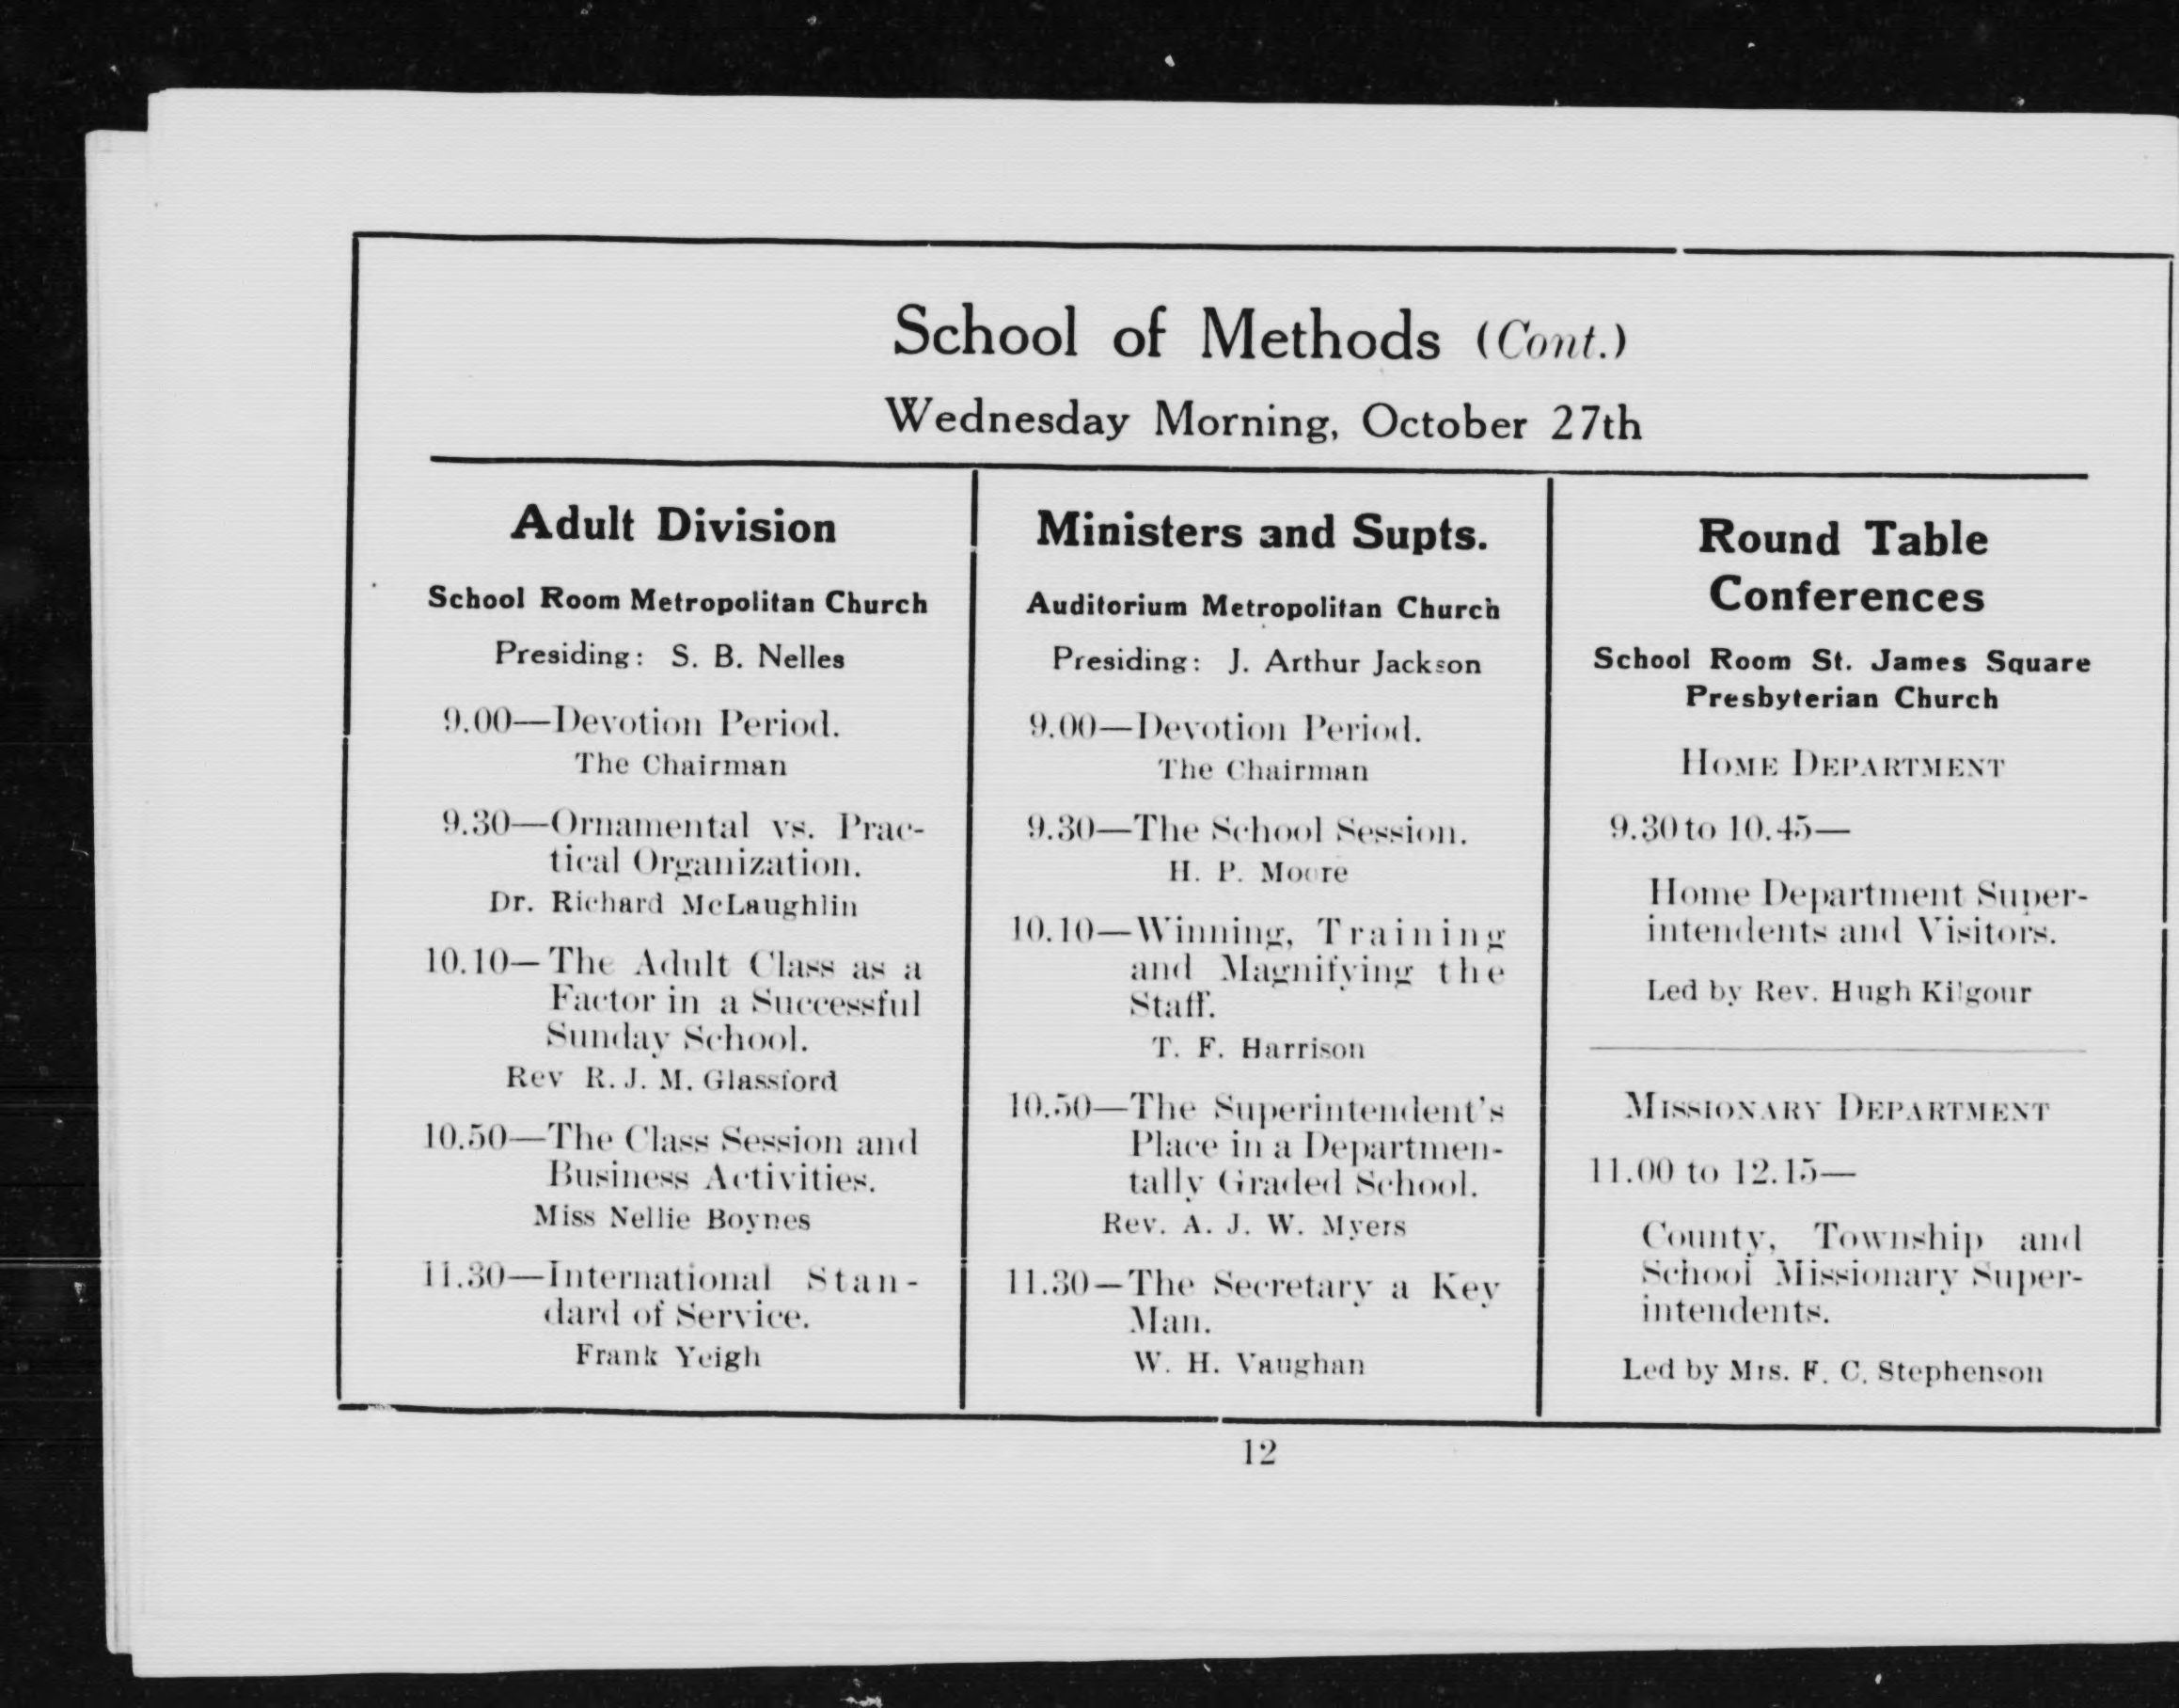 School of Methods (Cont.)
Wednesday Morning, October 27th
Adult Division
School Room Metropolitan Church
Presiding: S. B. Nelles
9.00—Devotion Period.
The Chairman
9.30—Ornamental vs. Prac-
tical Organization.
Dr. Richard McLaughlin
10.10—The Adult Class as a
Factor in a Successful
Sunday School.
Rev R. J. M. Glassford
10.50—The Class Session and
Business Activities.
Miss Nellie Boynes
11.30—International Stan-
dard of Service.
Frank Yeigh
Ministers and Supts.
Auditorium Metropolitan Church
Presiding: J. Arthur Jackson
9.00—Devotion Period.
The Chairman
9.30—The School Session.
H. P. Moore
10.10—Winning, Training
and Magnifying the
Staff.
T. F. Harrison
10.50—The Superintendent's
Place in a Departmen-
tally Graded School.
Rev. A. J. W. Myers
11.30—The Secretary a Key
Man.
W. H. Vaughan
Round Table
Conferences
School Room St. James Square
Presbyterian Church
HOME DEPARTMENT
9.30 to 10.45—
Home Department Super-
intendents and Visitors.
Led by Rev. Hugh Kilgour
MISSIONARY DEPARTMENT
11.00 to 12.15—
County, Township and
School Missionary Super-
intendents.
Led by Mrs. F. C. Stephenson
12